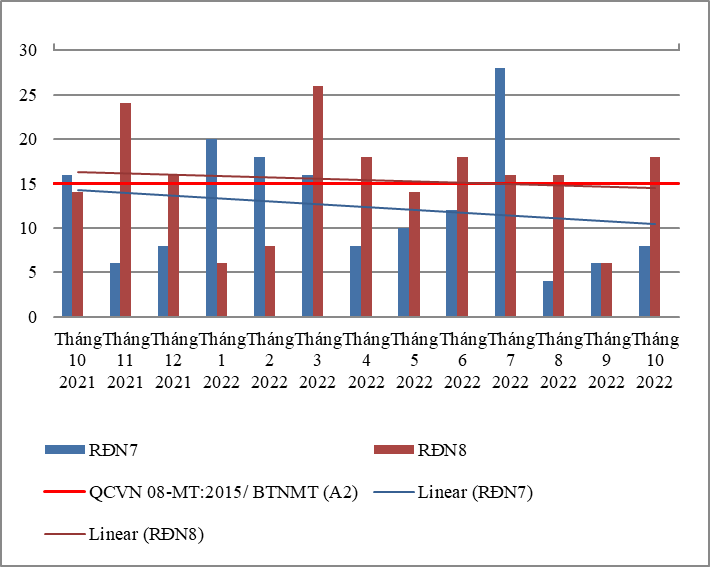 30
25
20
15
10
5
0
Tháng Tháng Tháng Tháng Tháng Tháng Tháng Tháng Tháng Tháng Tháng Tháng Tháng
10 11 12 1 2 3 4 5 6 7 8 9 10
2021 2021 2021 2022 2022 2022 2022 2022 2022 2022 2022 2022 2022
RĐN7 RĐN8
QCVN 08-MT:2015/ BTNMT (A2) Linear (RĐN7)
Linear (RĐN8)